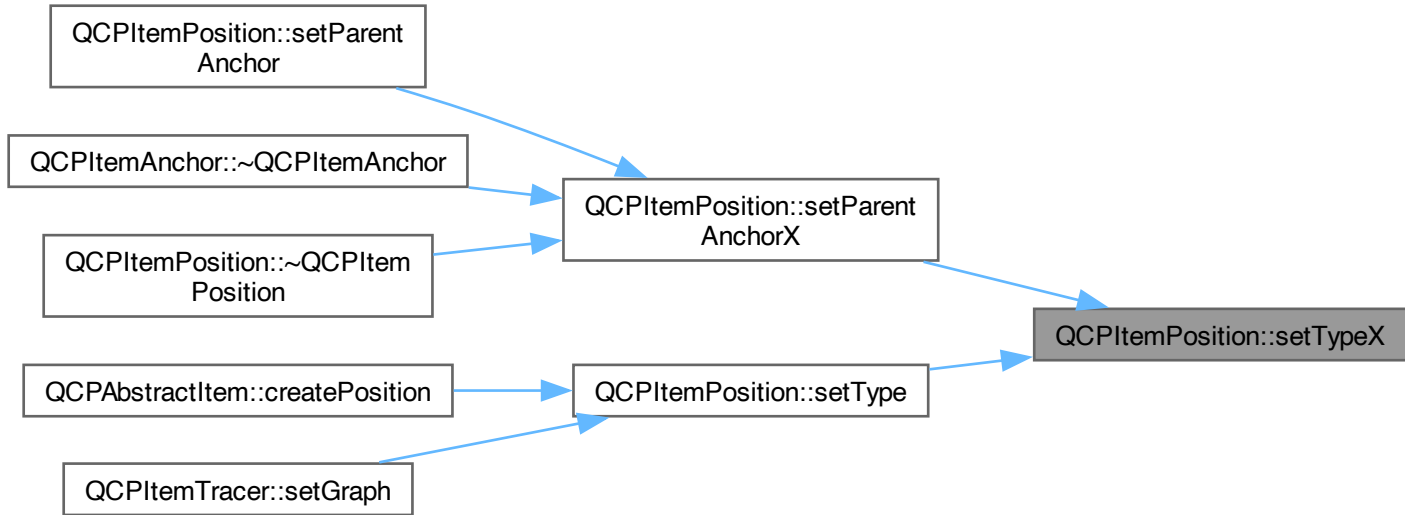 QCPItemPosition::setParent
Anchor
QCPItemAnchor::~QCPItemAnchor
QCPItemPosition::~QCPItem
Position
QCPItemPosition::setParent
AnchorX
QCPItemPosition::setTypeX
QCPAbstractItem::createPosition
QCPItemPosition::setType
QCPItemTracer::setGraph